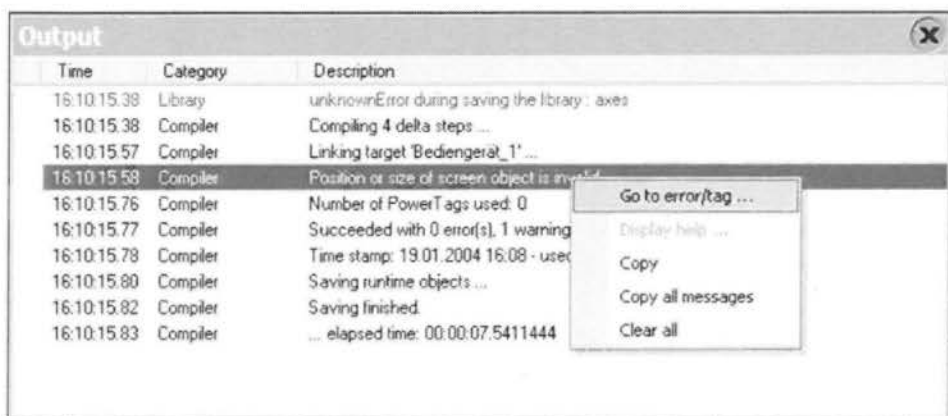 Output
Time Category Description
16:10:15.38 Library unknownError during saving the library : axes
16:10:15.38 Compiler Compiling 4 delta steps ...
16:10:15.57 Compiler Linking target 'Bediengerät_1' ...
16:10:15.58 Compiler Position or size of screen object is invalid
16:10:15.76 Compiler Number of PowerTags used: 0
16:10:15.77 Compiler Succeeded with 0 error(s), 1 warning
16:10:15.78 Compiler Time stamp: 19.01.2004 16:08 - used
16:10:15.80 Compiler Saving runtime objects ...
16:10:15.82 Compiler Saving finished.
16:10:15.83 Compiler ... elapsed time: 00:00:07.5411444
Go to error/tag ...
Display help ...
Copy
Copy all messages
Clear all